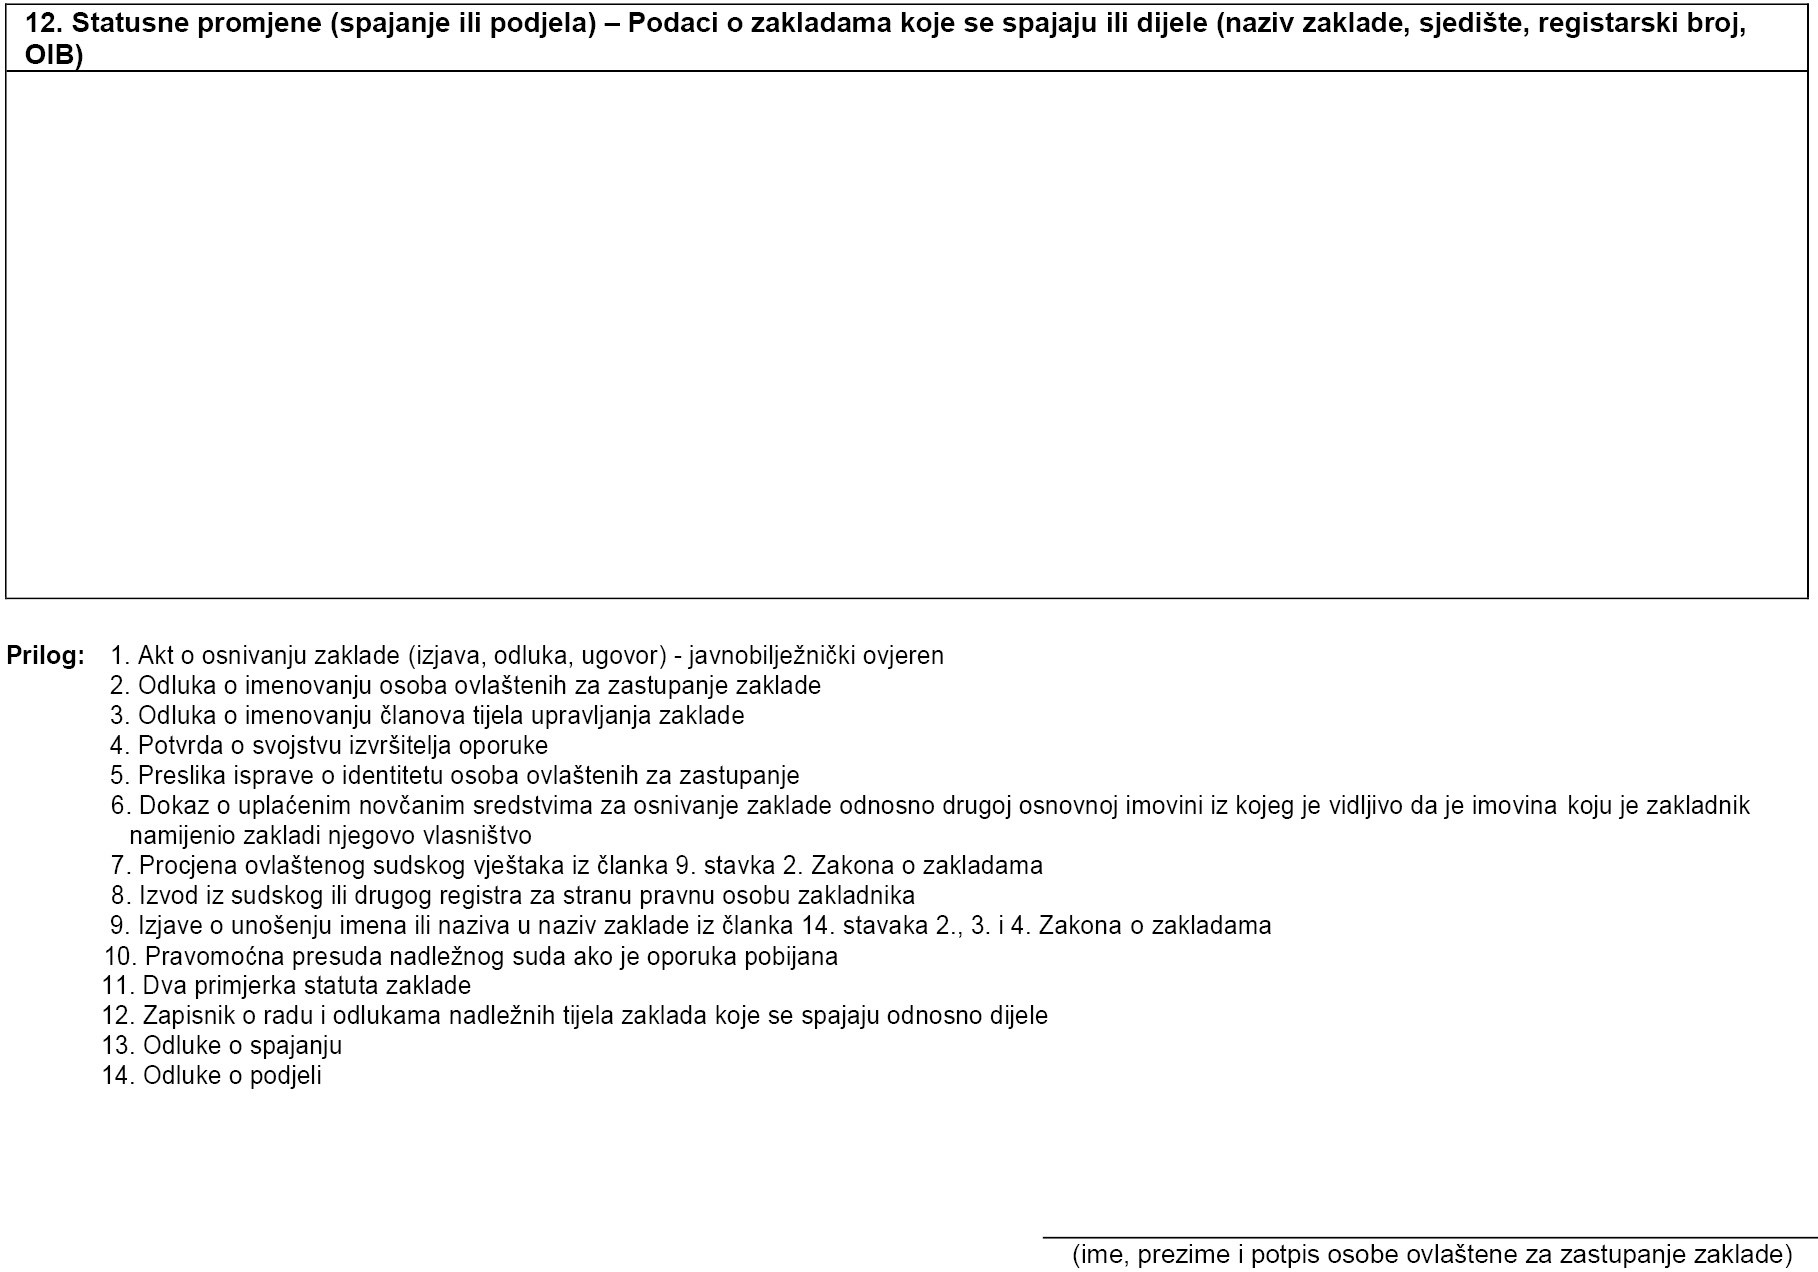 12. Statusne promjene (spajanje ili podjela) – Podaci o zakladama koje se spajaju ili dijele (naziv zaklade, sjedište, registarski broj,
OIB)
Prilog: 1. Akt o osnivanju zaklade (izjava, odluka, ugovor) - javnobilježnički ovjeren
2. Odluka o imenovanju osoba ovlaštenih za zastupanje zaklade
3. Odluka o imenovanju članova tijela upravljanja zaklade
4. Potvrda o svojstvu izvršitelja oporuke
5. Preslika isprave o identitetu osoba ovlaštenih za zastupanje
6. Dokaz o uplaćenim novčanim sredstvima za osnivanje zaklade odnosno drugoj osnovnoj imovini iz kojeg je vidljivo da je imovina koju je zakladnik
namijenio zakladi njegovo vlasništvo
7. Procjena ovlaštenog sudskog vještaka iz članka 9. stavka 2. Zakona o zakladama
8. Izvod iz sudskog ili drugog registra za stranu pravnu osobu zakladnika
9. Izjave o unošenju imena ili naziva u naziv zaklade iz članka 14. stavaka 2., 3. i 4. Zakona o zakladama
10. Pravomoćna presuda nadležnog suda ako je oporuka pobijana
11. Dva primjerka statuta zaklade
12. Zapisnik o radu i odlukama nadležnih tijela zaklada koje se spajaju odnosno dijele
13. Odluke o spajanju
14. Odluke o podjeli
(ime, prezime i potpis osobe ovlaštene za zastupanje zaklade)